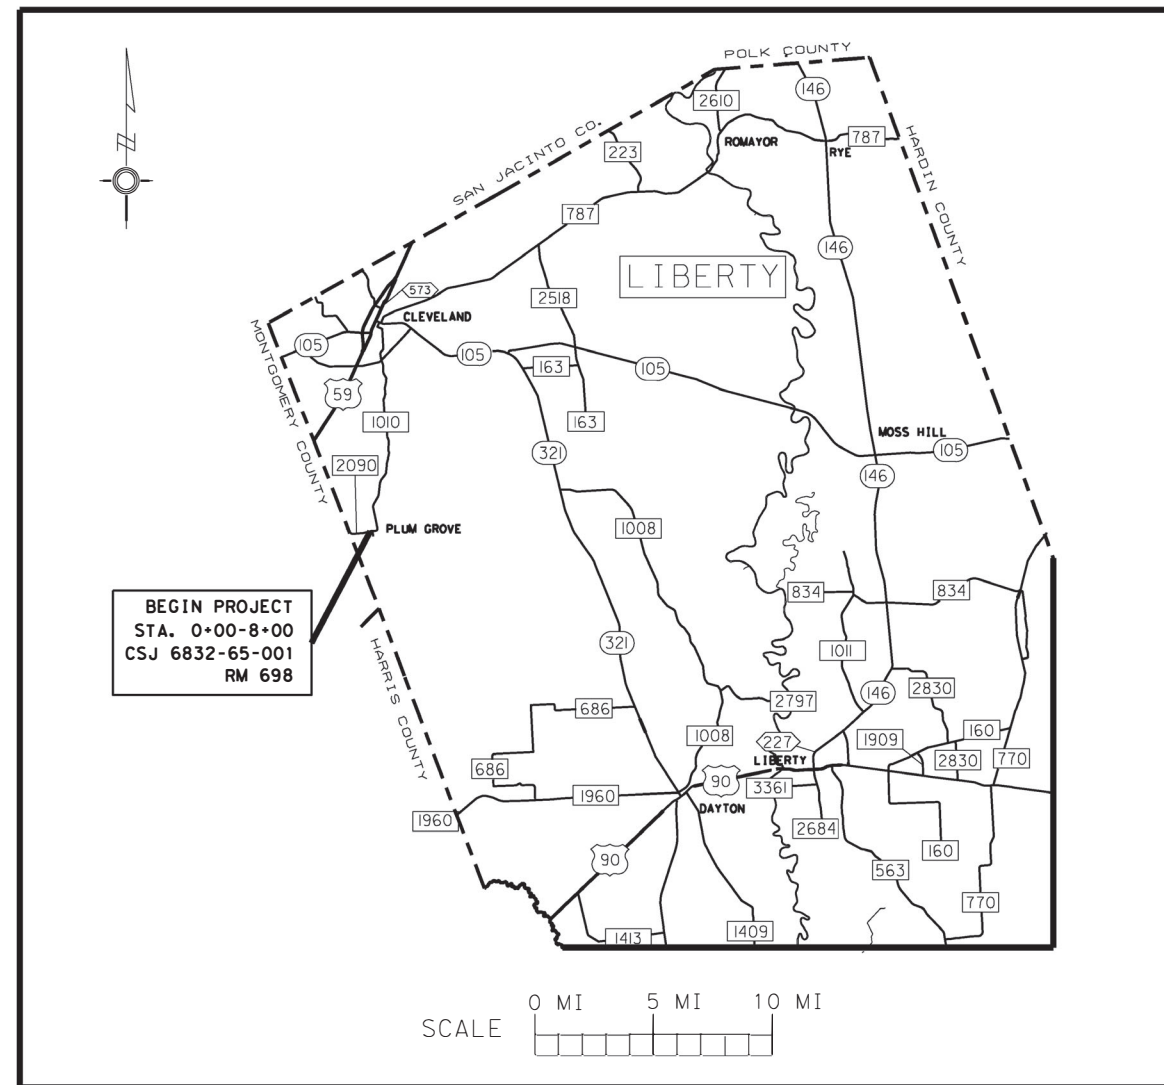 POLK COUNTY
146
2610
ROMAYOR
787
RYE
SAN JACINTO CO.
223
HARDIN COUNTY
787
146
LIBERTY
573
2518
CLEVELAND
MONTGOMERY COUNTY
105
105
163
105
59
1010
163
MOSS HILL
321
105
2090
146
PLUM GROVE
1008
BEGIN PROJECT
STA. 0+00-8+00
CSJ 6832-65-001
RM 698
834
834
HARRIS COUNTY
321
1011
146
2830
686
2797
1008
227
1909
160
LIBERTY
2830
770
686
90
3361
1960
1960
DAYTON
2684
90
160
563
770
1413
1409
0 MI
5 MI
10 MI
SCALE
N